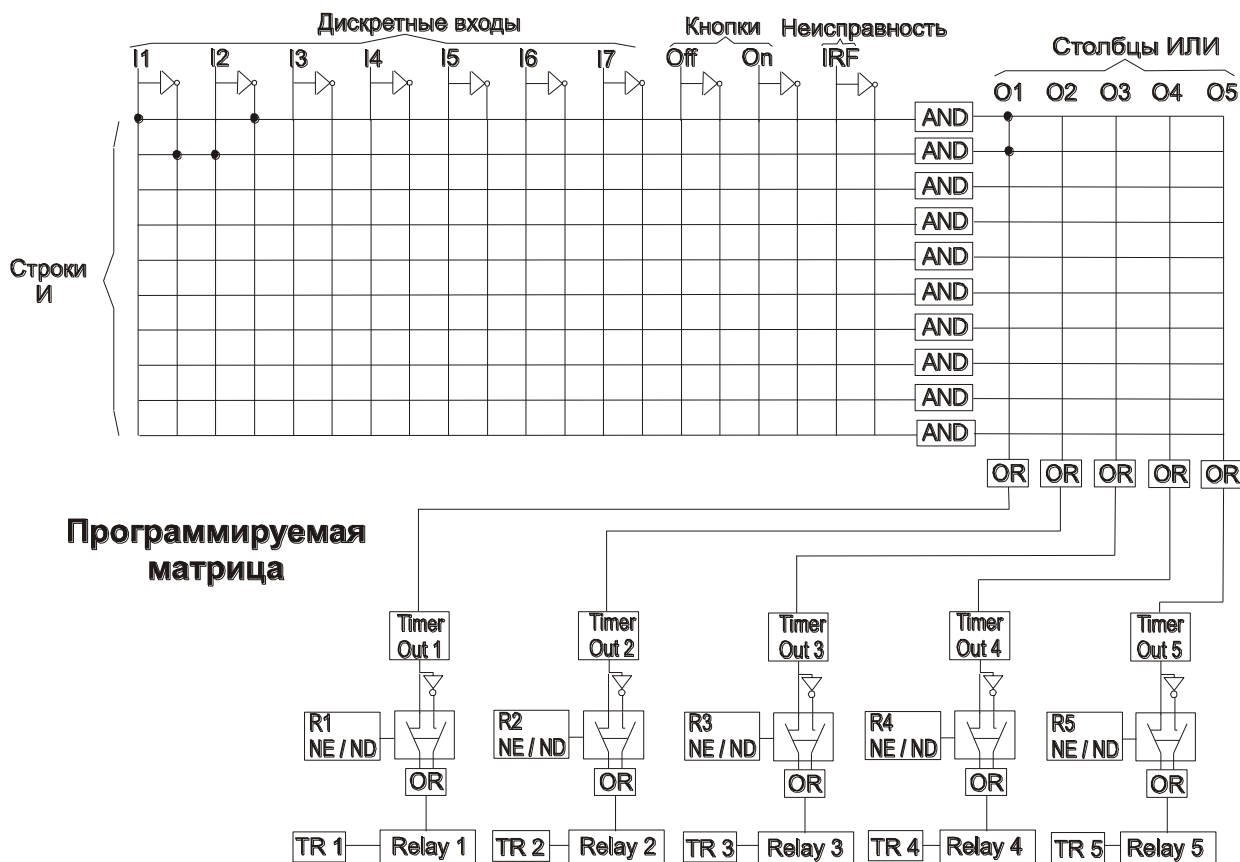 Дискретные входы
Кнопки
Неисправность
I1 I2 I3 I4 I5 I6 I7 Off On IRF
Столбцы ИЛИ
O1 O2 O3 O4 O5
AND
AND
AND
AND
AND
AND
AND
AND
AND
AND
Строки
И
OR OR OR OR OR
Программируемая
матрица
Timer Timer Timer Timer Timer
Out 1 Out 2 Out 3 Out 4 Out 5
R1 R2 R3 R4 R5
NE / ND NE / ND NE / ND NE / ND NE / ND
OR OR OR OR OR
TR 1 Relay 1 TR 2 Relay 2 TR 3 Relay 3 TR 4 Relay 4 TR 5 Relay 5